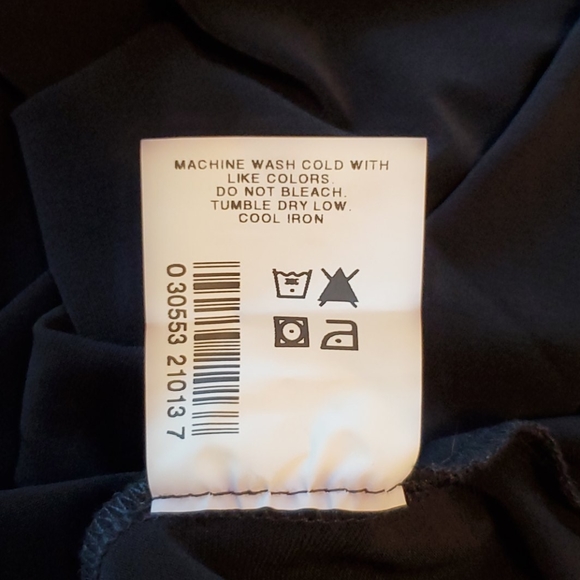 MACHINE WASH COLD WITH
LIKE COLORS.
DO NOT BLEACH.
TUMBLE DRY LOW.
COOL IRON
0 30553 21013 7